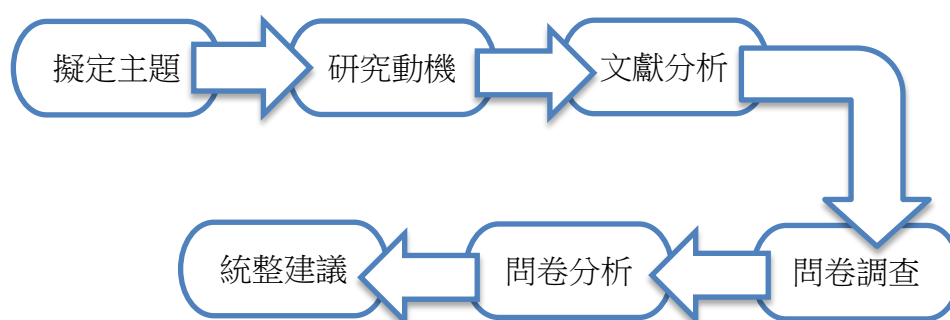 擬定主題
研究動機
文獻分析
問卷調查
問卷分析
統整建議